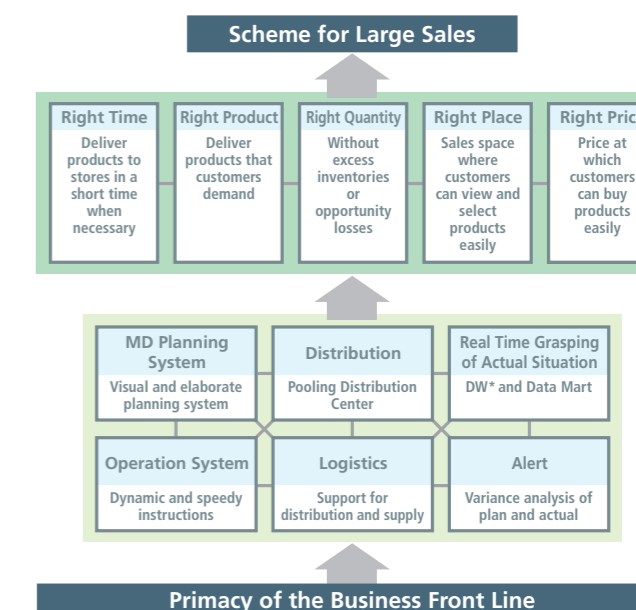 Scheme for Large Sales
Right Time
Deliver
products to
stores in a
short time
when
necessary
Right Product
Deliver
products that
customers
demand
Right Quantity
Without
excess
inventories
or
opportunity
losses
Right Place
Sales space
where
customers
can view and
select
products
easily
Right Pric
Price at
which
customers
can buy
products
easily
MD Planning
System
Visual and elaborate
planning system
Distribution
Pooling Distribution
Center
Real Time Grasping
of Actual Situation
DW* and Data Mart
Operation System
Dynamic and speedy
instructions
Logistics
Support for
distribution and supply
Alert
Variance analysis of
plan and actual
Primacy of the Business Front Line